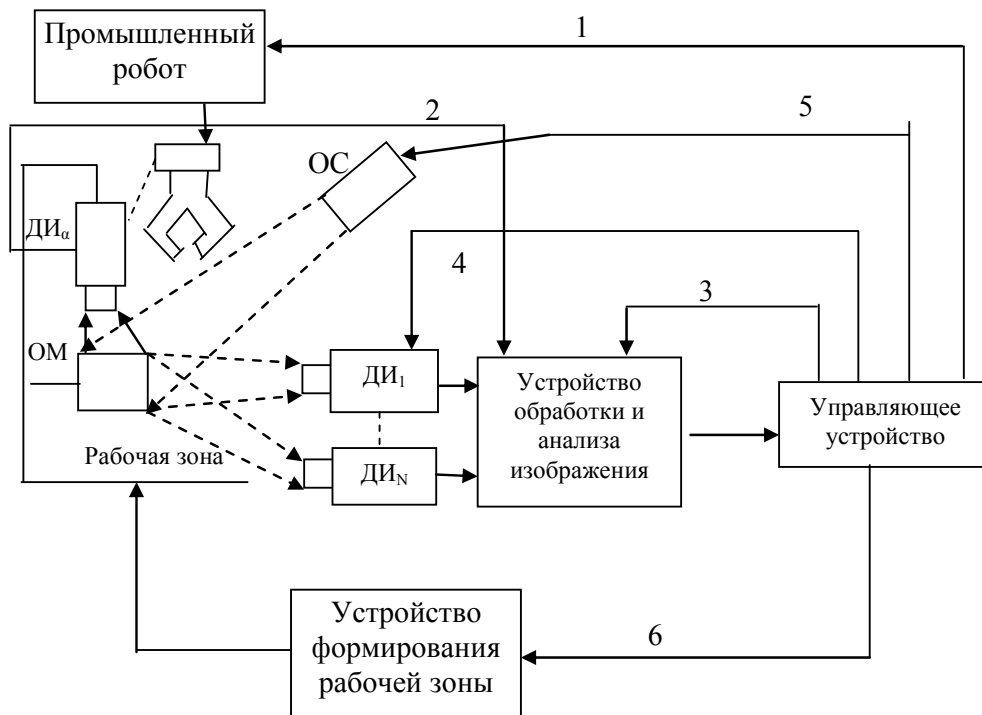 Промышленный
робот
1
2
5
ОС
ДИα
4
3
ОМ
ДИ1
Устройство
обработки и
анализа
изображения
Управляющее
устройство
Рабочая зона
ДИN
Устройство
формирования
рабочей зоны
6